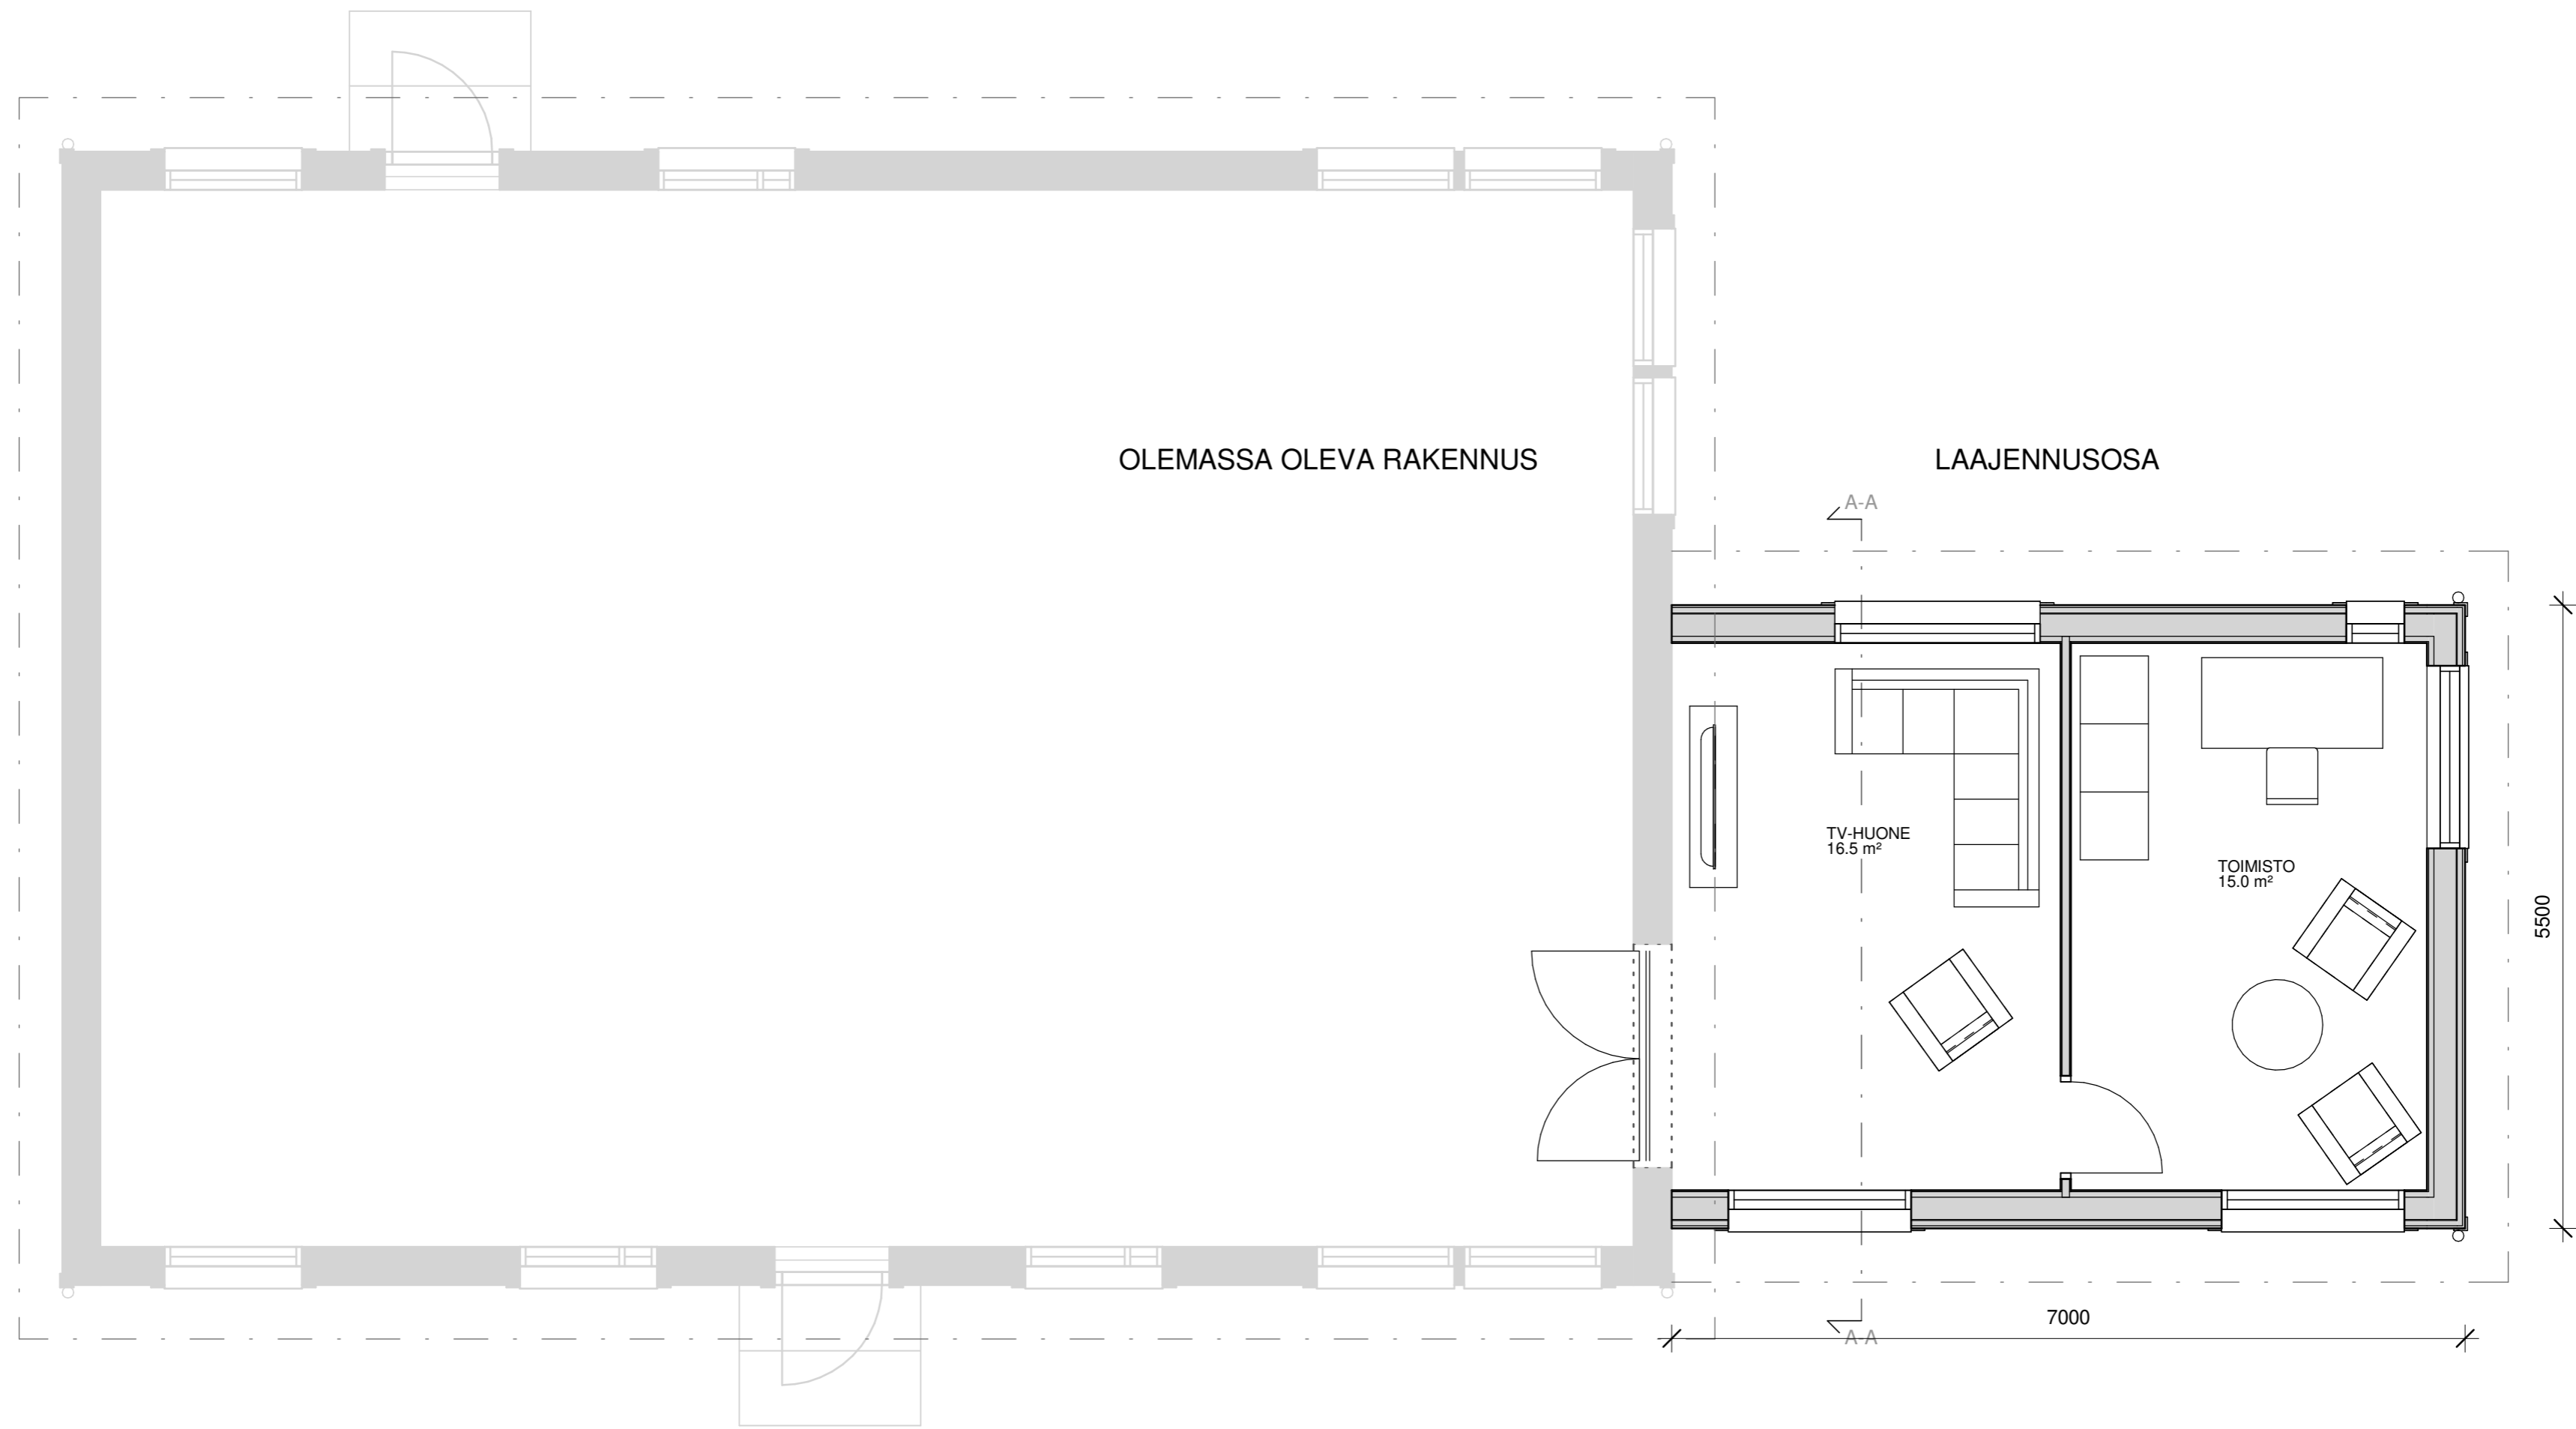 OLEMASSA OLEVA RAKENNUS
LAAJENNUSOSA
A-A
TV-HUONE
16.5 m²
TOIMISTO
15.0 m²
5500
7000
A-A